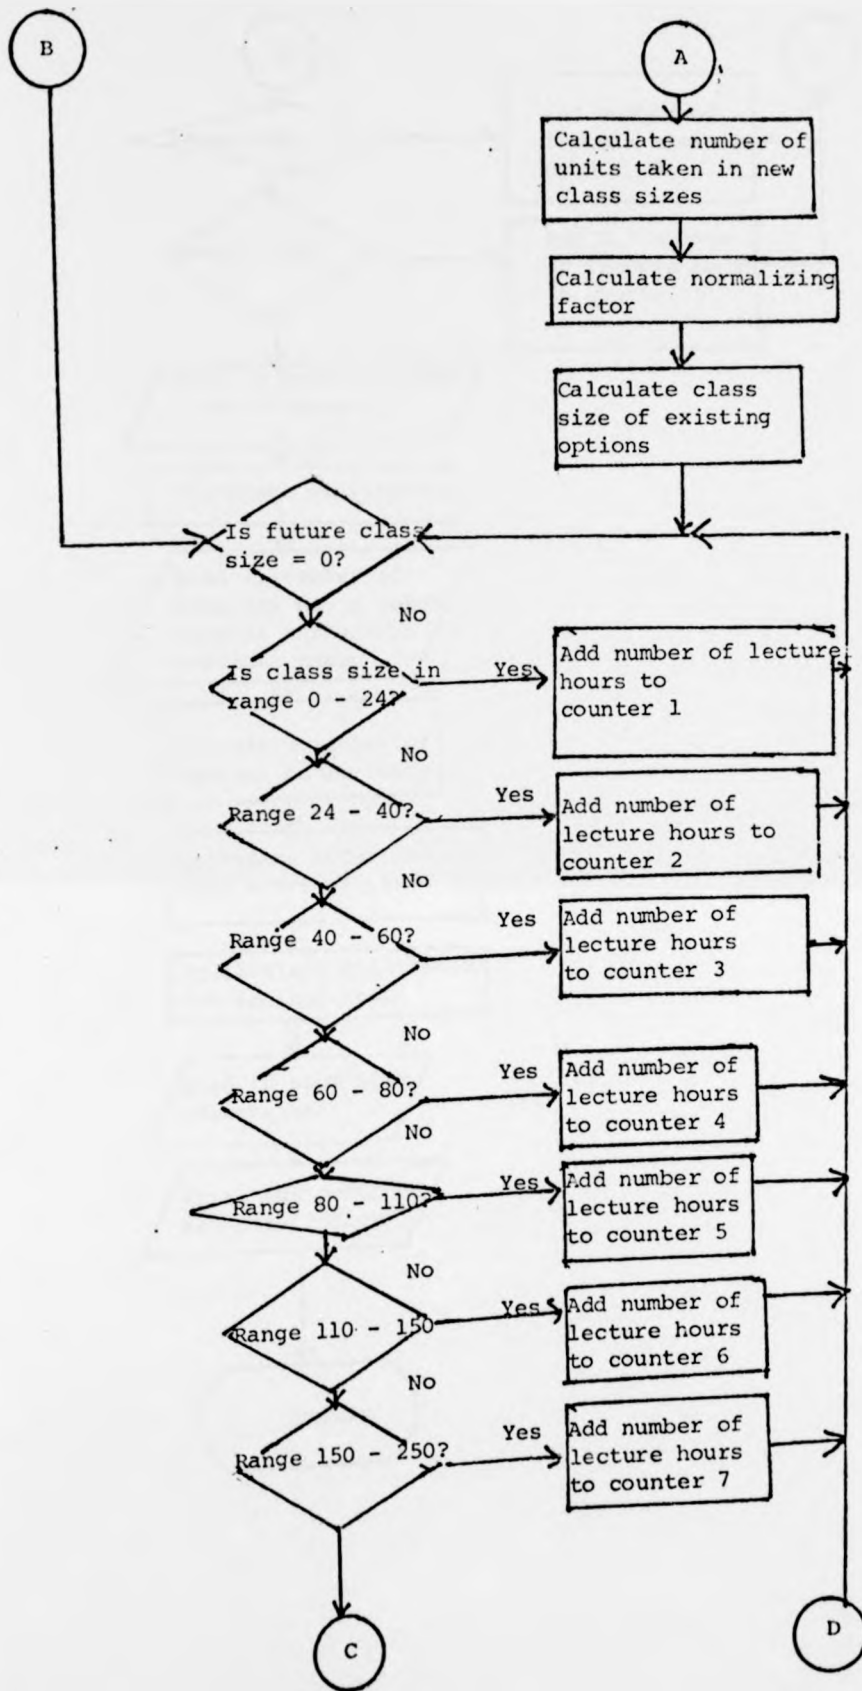 B
A
Calculate number of
units taken in new
class sizes
Calculate normalizing
factor
Calculate class
size of existing
options
Is future class
size = 0?
No
Is class size in
range 0 - 24?
Yes
Add number of lecture
hours to
counter 1
No
Range 24 - 40?
Yes
Add number of
lecture hours to
counter 2
No
Range 40 - 60?
Yes
Add number of
lecture hours
to counter 3
No
Range 60 - 80?
Yes
Add number of
lecture hours
to counter 4
No
Range 80 - 110?
Yes
Add number of
lecture hours
to counter 5
No
Range 110 - 150
Yes
Add number of
lecture hours
to counter 6
No
Range 150 - 250?
Yes
Add number of
lecture hours
to counter 7
C
D